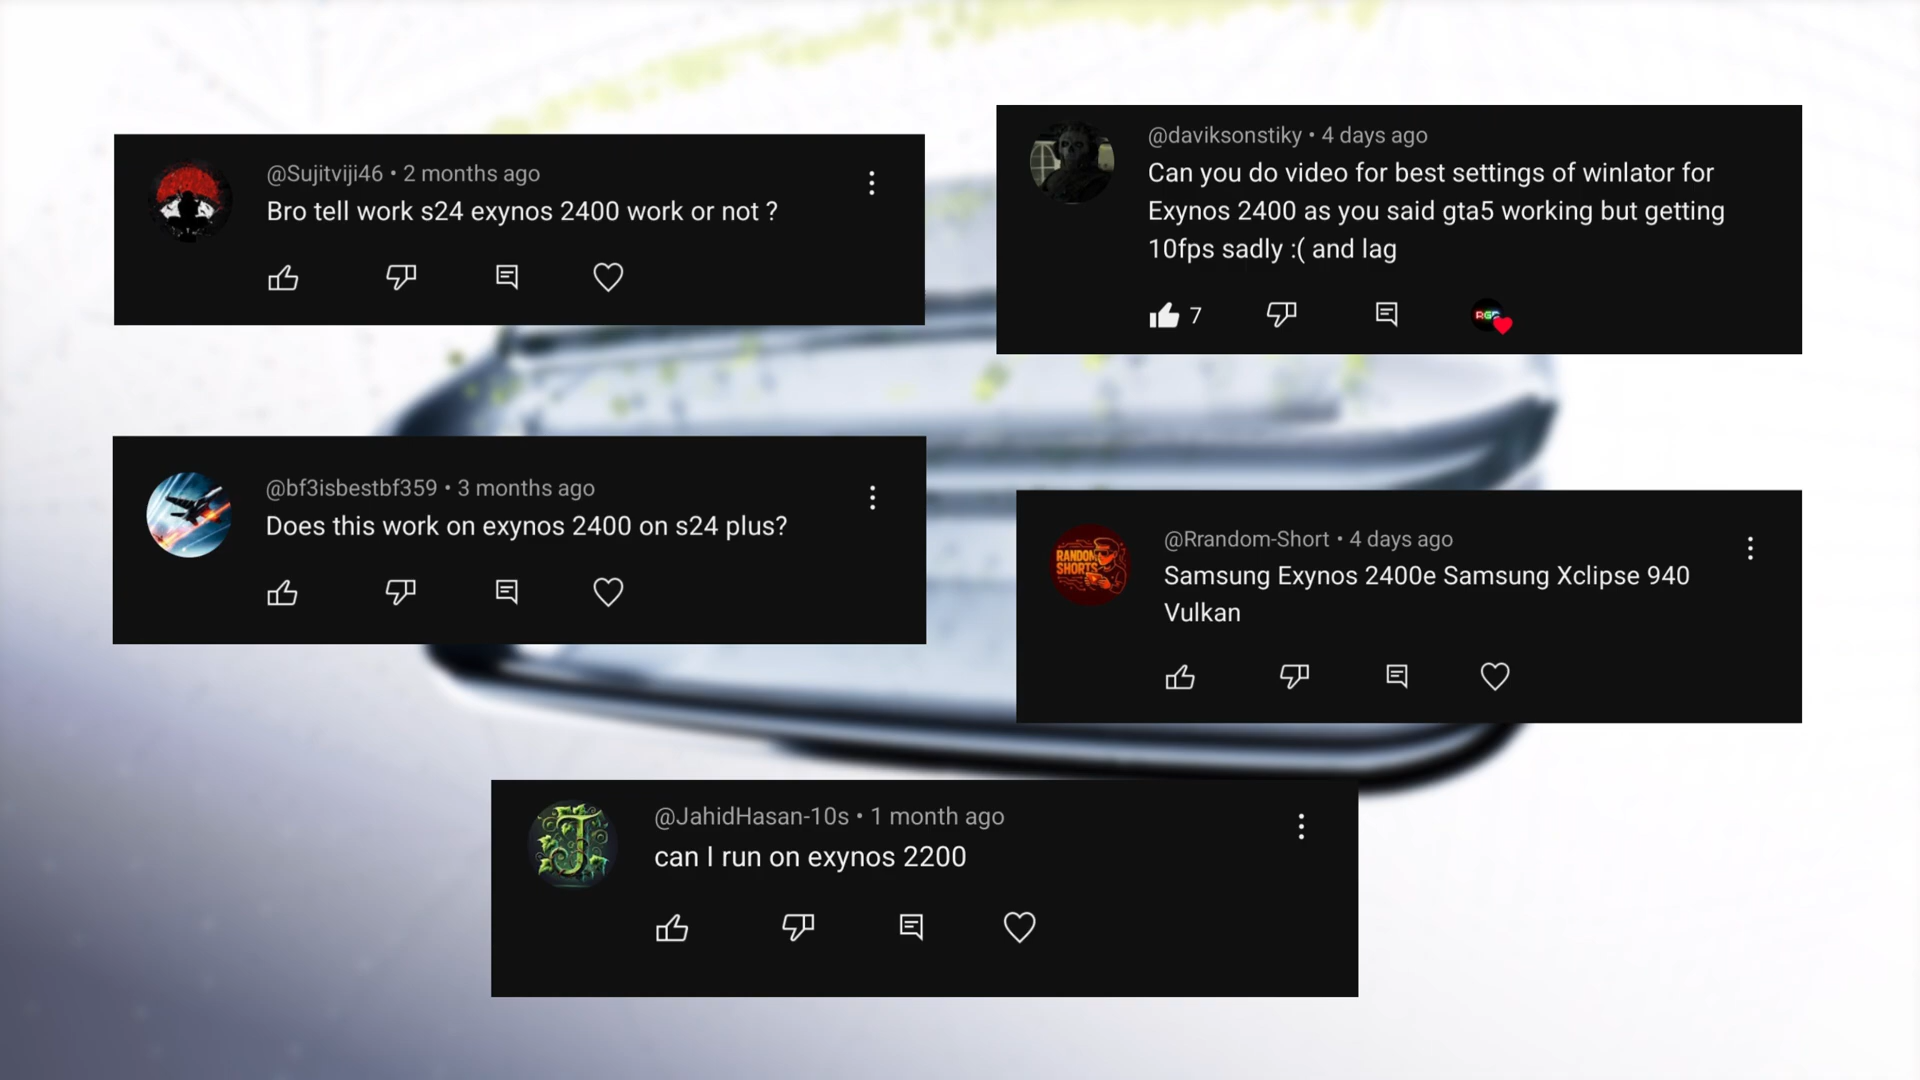 @Sujitviji46 • 2 months ago
Bro tell work s24 exynos 2400 work or not ?
@daviksonstiky • 4 days ago
Can you do video for best settings of winlator for
Exynos 2400 as you said gta5 working but getting
10fps sadly :( and lag
7
RGB
@bf3isbestbf359 • 3 months ago
Does this work on exynos 2400 on s24 plus?
RANDOM
SHORTS
@Rrandom-Short • 4 days ago
Samsung Exynos 2400e Samsung Xclipse 940
Vulkan
J
@JahidHasan-10s • 1 month ago
can I run on exynos 2200